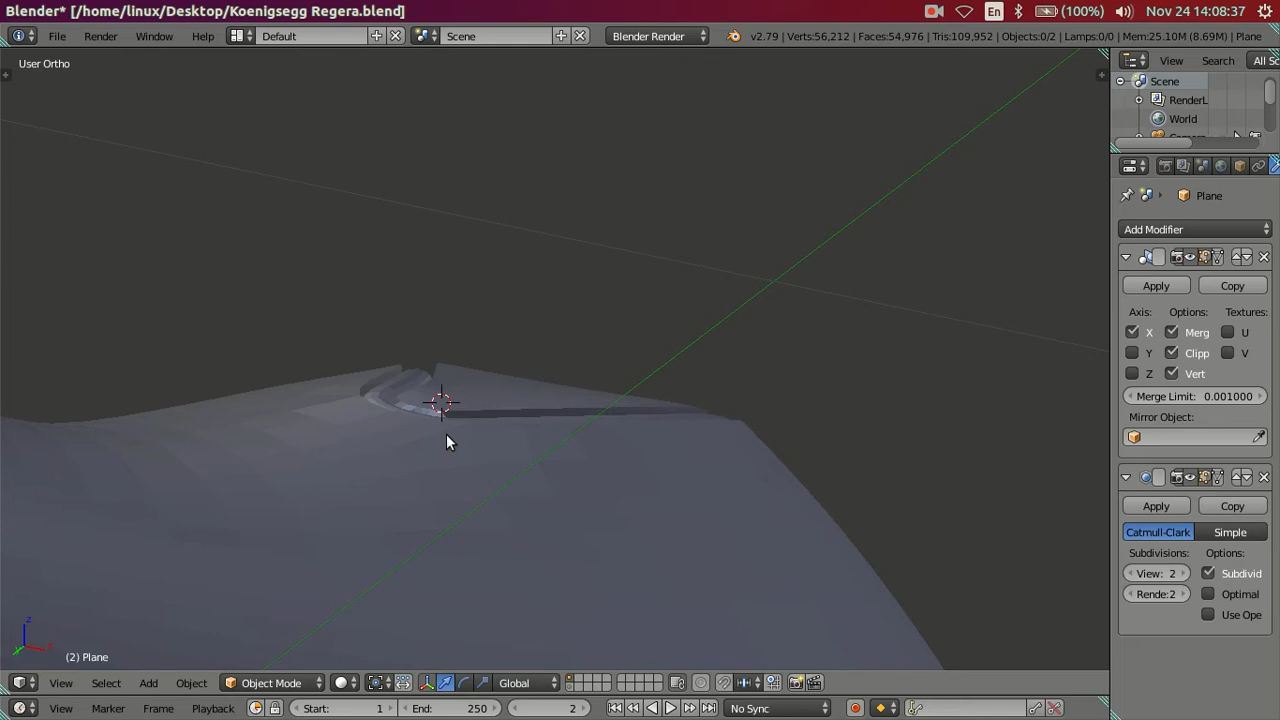 Blender* [/home/linux/Desktop/Koenigsegg Regera.blend]
En (100%) Nov 24 14:08:37
File Render Window Help Default Scene Blender Render v2.79 | Verts:56,212 | Faces:54,976 | Tris:109,952 | Objects:0/2 | Lamps:0/0 | Mem:25.10M (8.69M) | Plane
User Ortho
View Search All Sc
Scene
RenderL
World
Camera
Plane
Add Modifier
Apply Copy
Axis: Options: Textures:
X Merg U
Y Clipp V
Z Vert
Merge Limit: 0.001000
Mirror Object:
Apply Copy
Catmull-Clark Simple
Subdivisions: Options:
View: 2 Subdivid
Rende:2 Optimal
Use Ope
z
x
y
(2) Plane
View Select Add Object Object Mode Global
View Marker Frame Playback Start: 1 End: 250 2 No Sync